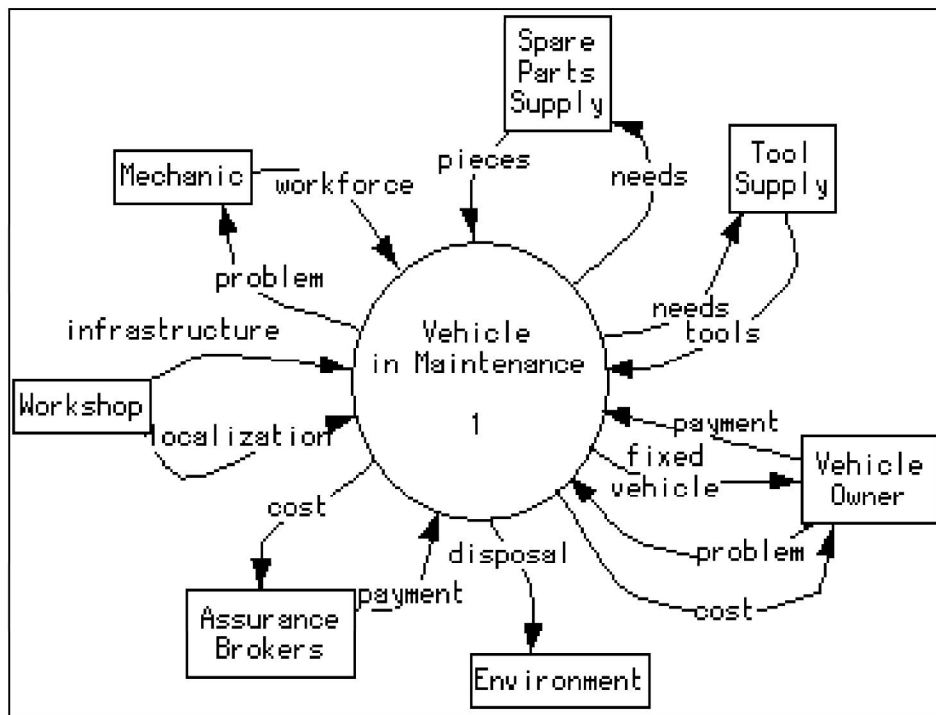 Spare
Parts
Supply
pieces
needs
Tool
Supply
Mechanic
workforce
problem
needs
tools
infrastructure
Vehicle
in Maintenance
1
Workshop
localization
payment
fixed
vehicle
Vehicle
Owner
cost
disposal
problem
payment
cost
Assurance
Brokers
Environment